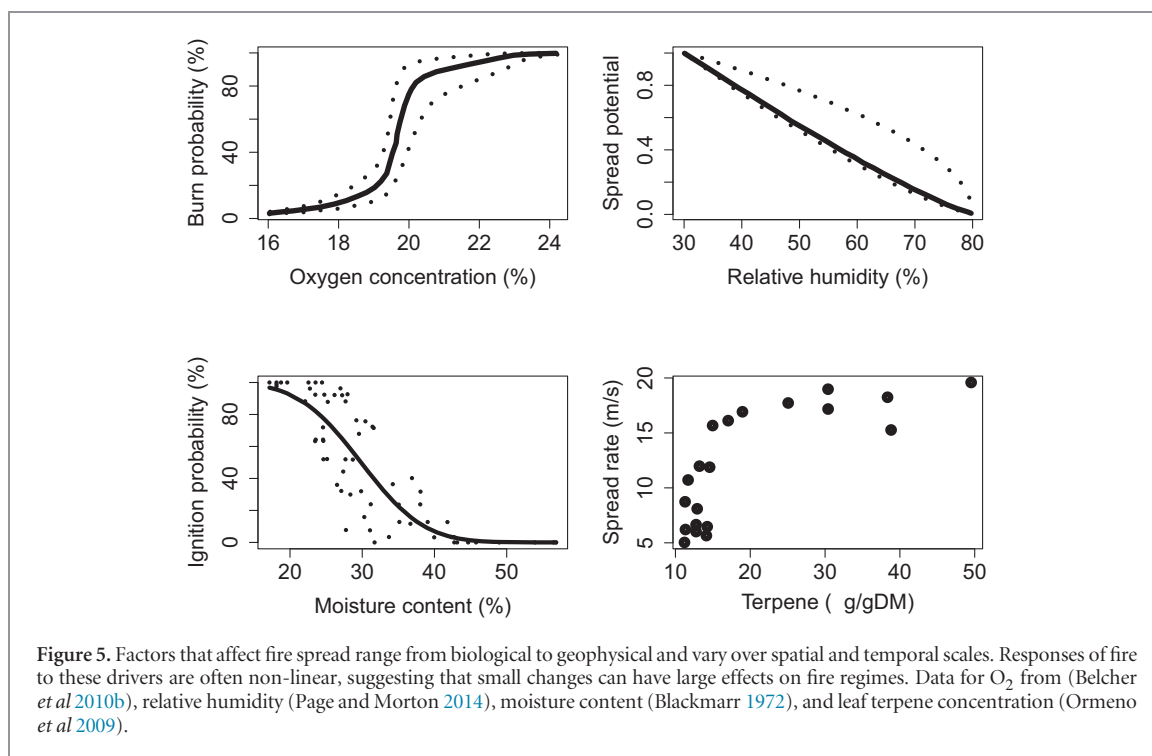 Burn probability (%)
80
40
0
16 18 20 22 24
Oxygen concentration (%)
Spread potential
0.8
0.4
0.0
30 40 50 60 70 80
Relative humidity (%)
Ignition probability (%)
80
40
0
20 30 40 50
Moisture content (%)
Spread rate (m/s)
20
15
10
5
10 20 30 40 50
Terpene ( g/gDM)
Figure 5. Factors that affect fire spread range from biological to geophysical and vary over spatial and temporal scales. Responses of fire
to these drivers are often non-linear, suggesting that small changes can have large effects on fire regimes. Data for O2 from (Belcher
et al 2010b), relative humidity (Page and Morton 2014), moisture content (Blackmarr 1972), and leaf terpene concentration (Ormeno
et al 2009).